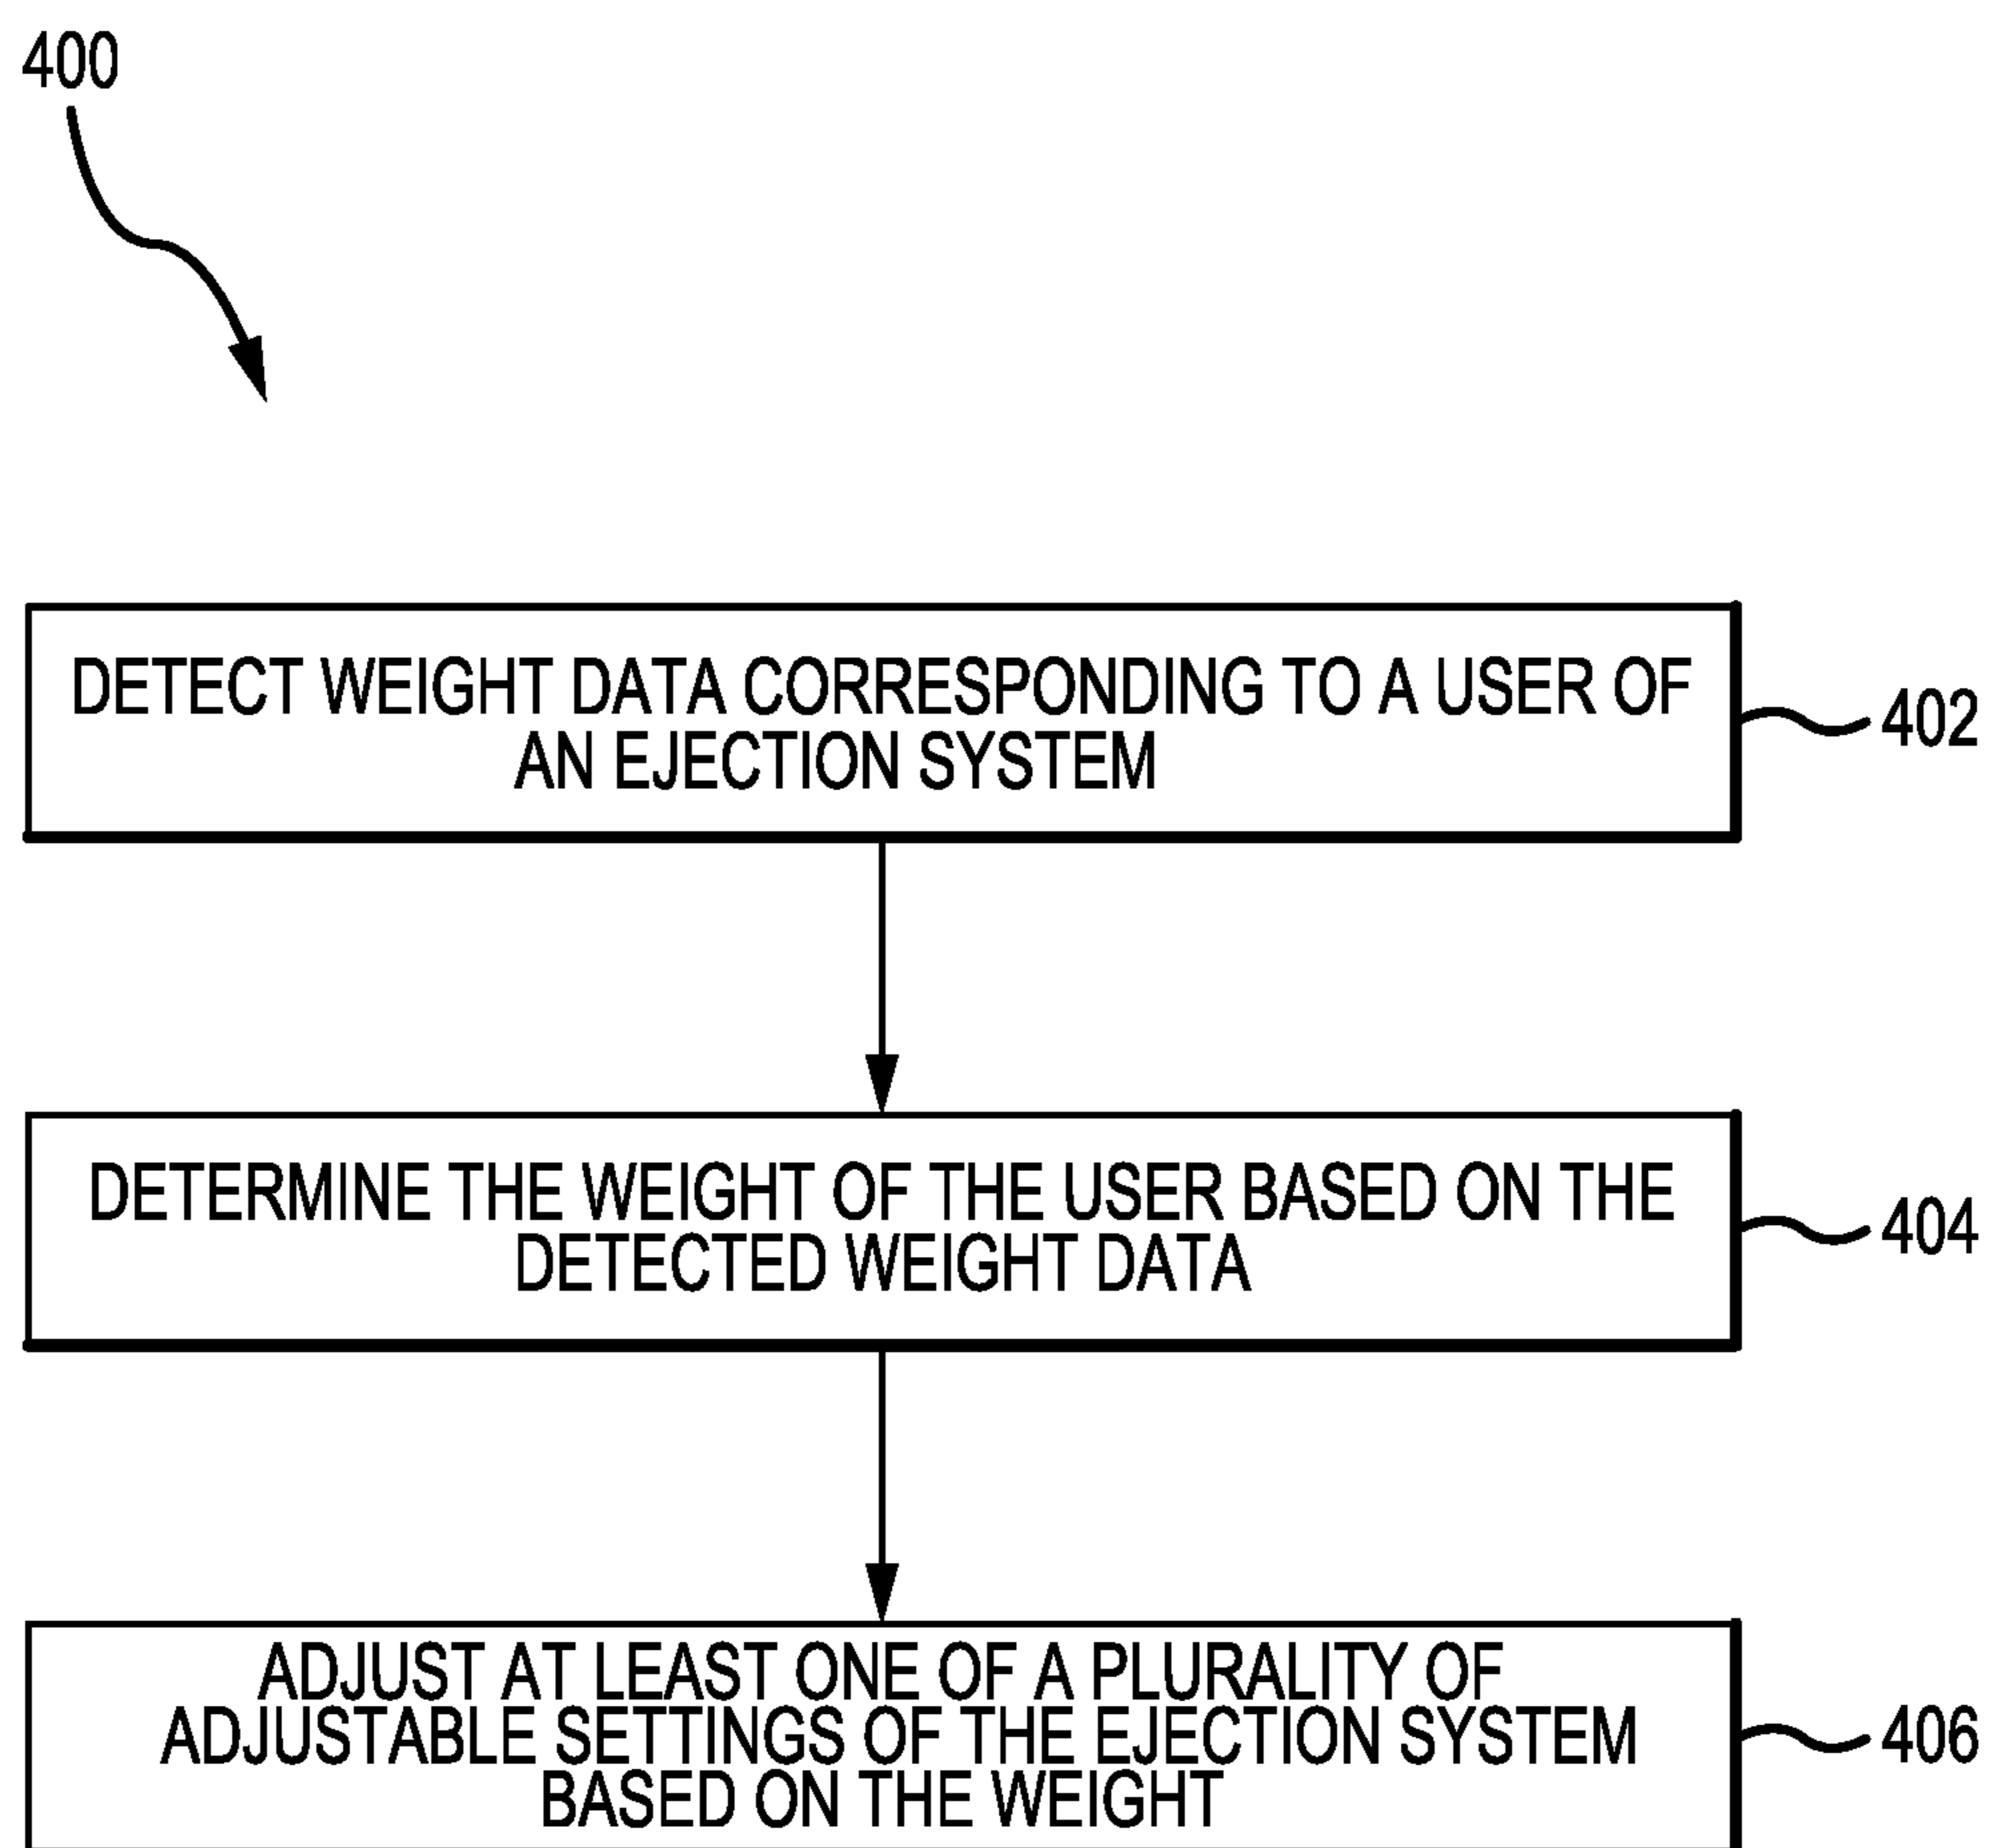 400
DETECT WEIGHT DATA CORRESPONDING TO A USER OF
AN EJECTION SYSTEM
402
DETERMINE THE WEIGHT OF THE USER BASED ON THE
DETECTED WEIGHT DATA
404
ADJUST AT LEAST ONE OF A PLURALITY OF
ADJUSTABLE SETTINGS OF THE EJECTION SYSTEM
BASED ON THE WEIGHT
406